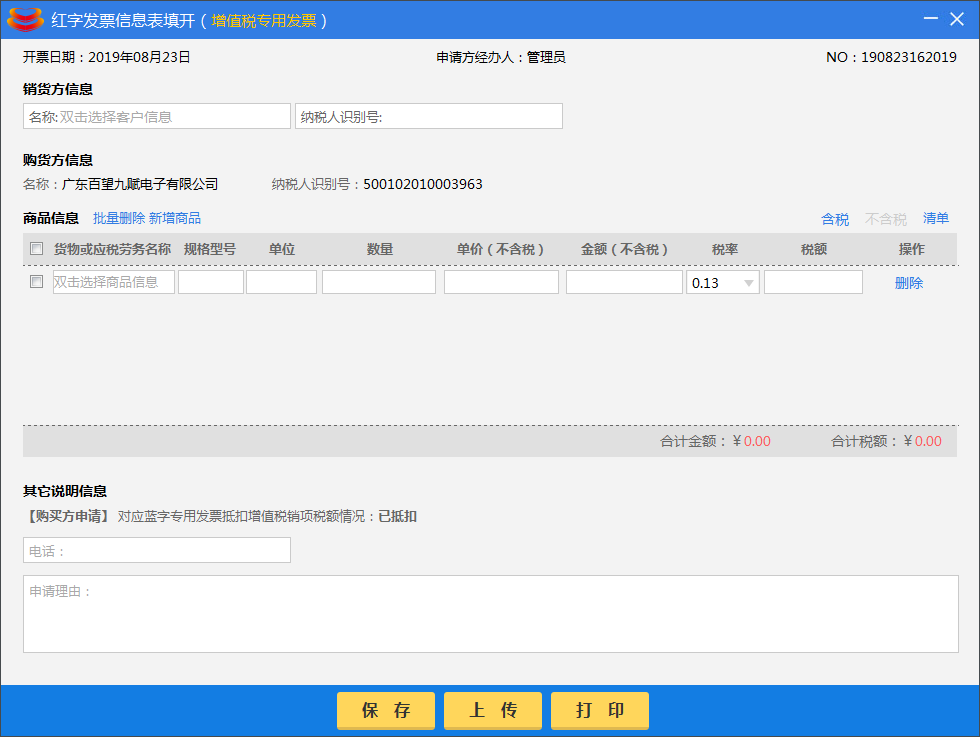 红字发票信息表填开（增值税专用发票）
开票日期：2019年08月23日 申请方经办人：管理员 NO：190823162019
销货方信息
名称:双击选择客户信息 纳税人识别号:
购货方信息
名称：广东百望九赋电子有限公司 纳税人识别号：500102010003963
商品信息 批量删除 新增商品 含税 不含税 清单
货物或应税劳务名称 规格型号 单位 数量 单价（不含税） 金额（不含税） 税率 税额 操作
双击选择商品信息 0.13 删除
合计金额：￥0.00 合计税额：￥0.00
其它说明信息
【购买方申请】 对应蓝字专用发票抵扣增值税销项税额情况：已抵扣
电话：
申请理由：
保 存 上 传 打 印